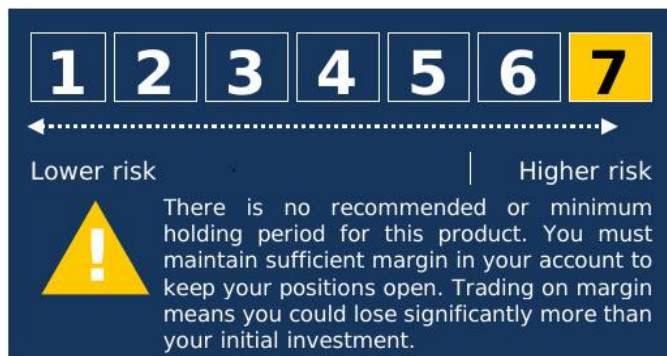 1 2 3 4 5 6 7
Lower risk Higher risk
!
There is no recommended or minimum
holding period for this product. You must
maintain sufficient margin in your account to
keep your positions open. Trading on margin
means you could lose significantly more than
your initial investment.